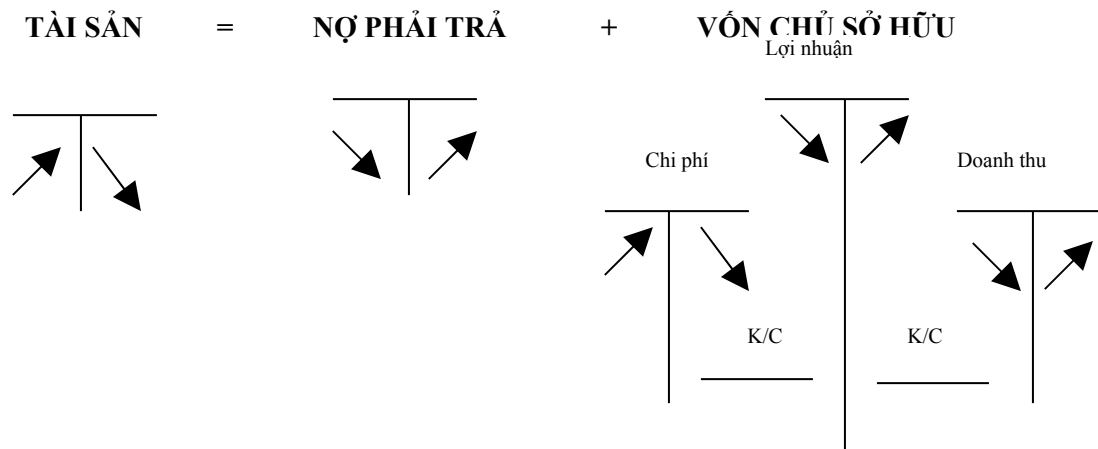 TÀI SẢN = NỢ PHẢI TRẢ + VỐN CHỦ SỞ HỮU
Lợi nhuận
Chi phí Doanh thu
K/C K/C